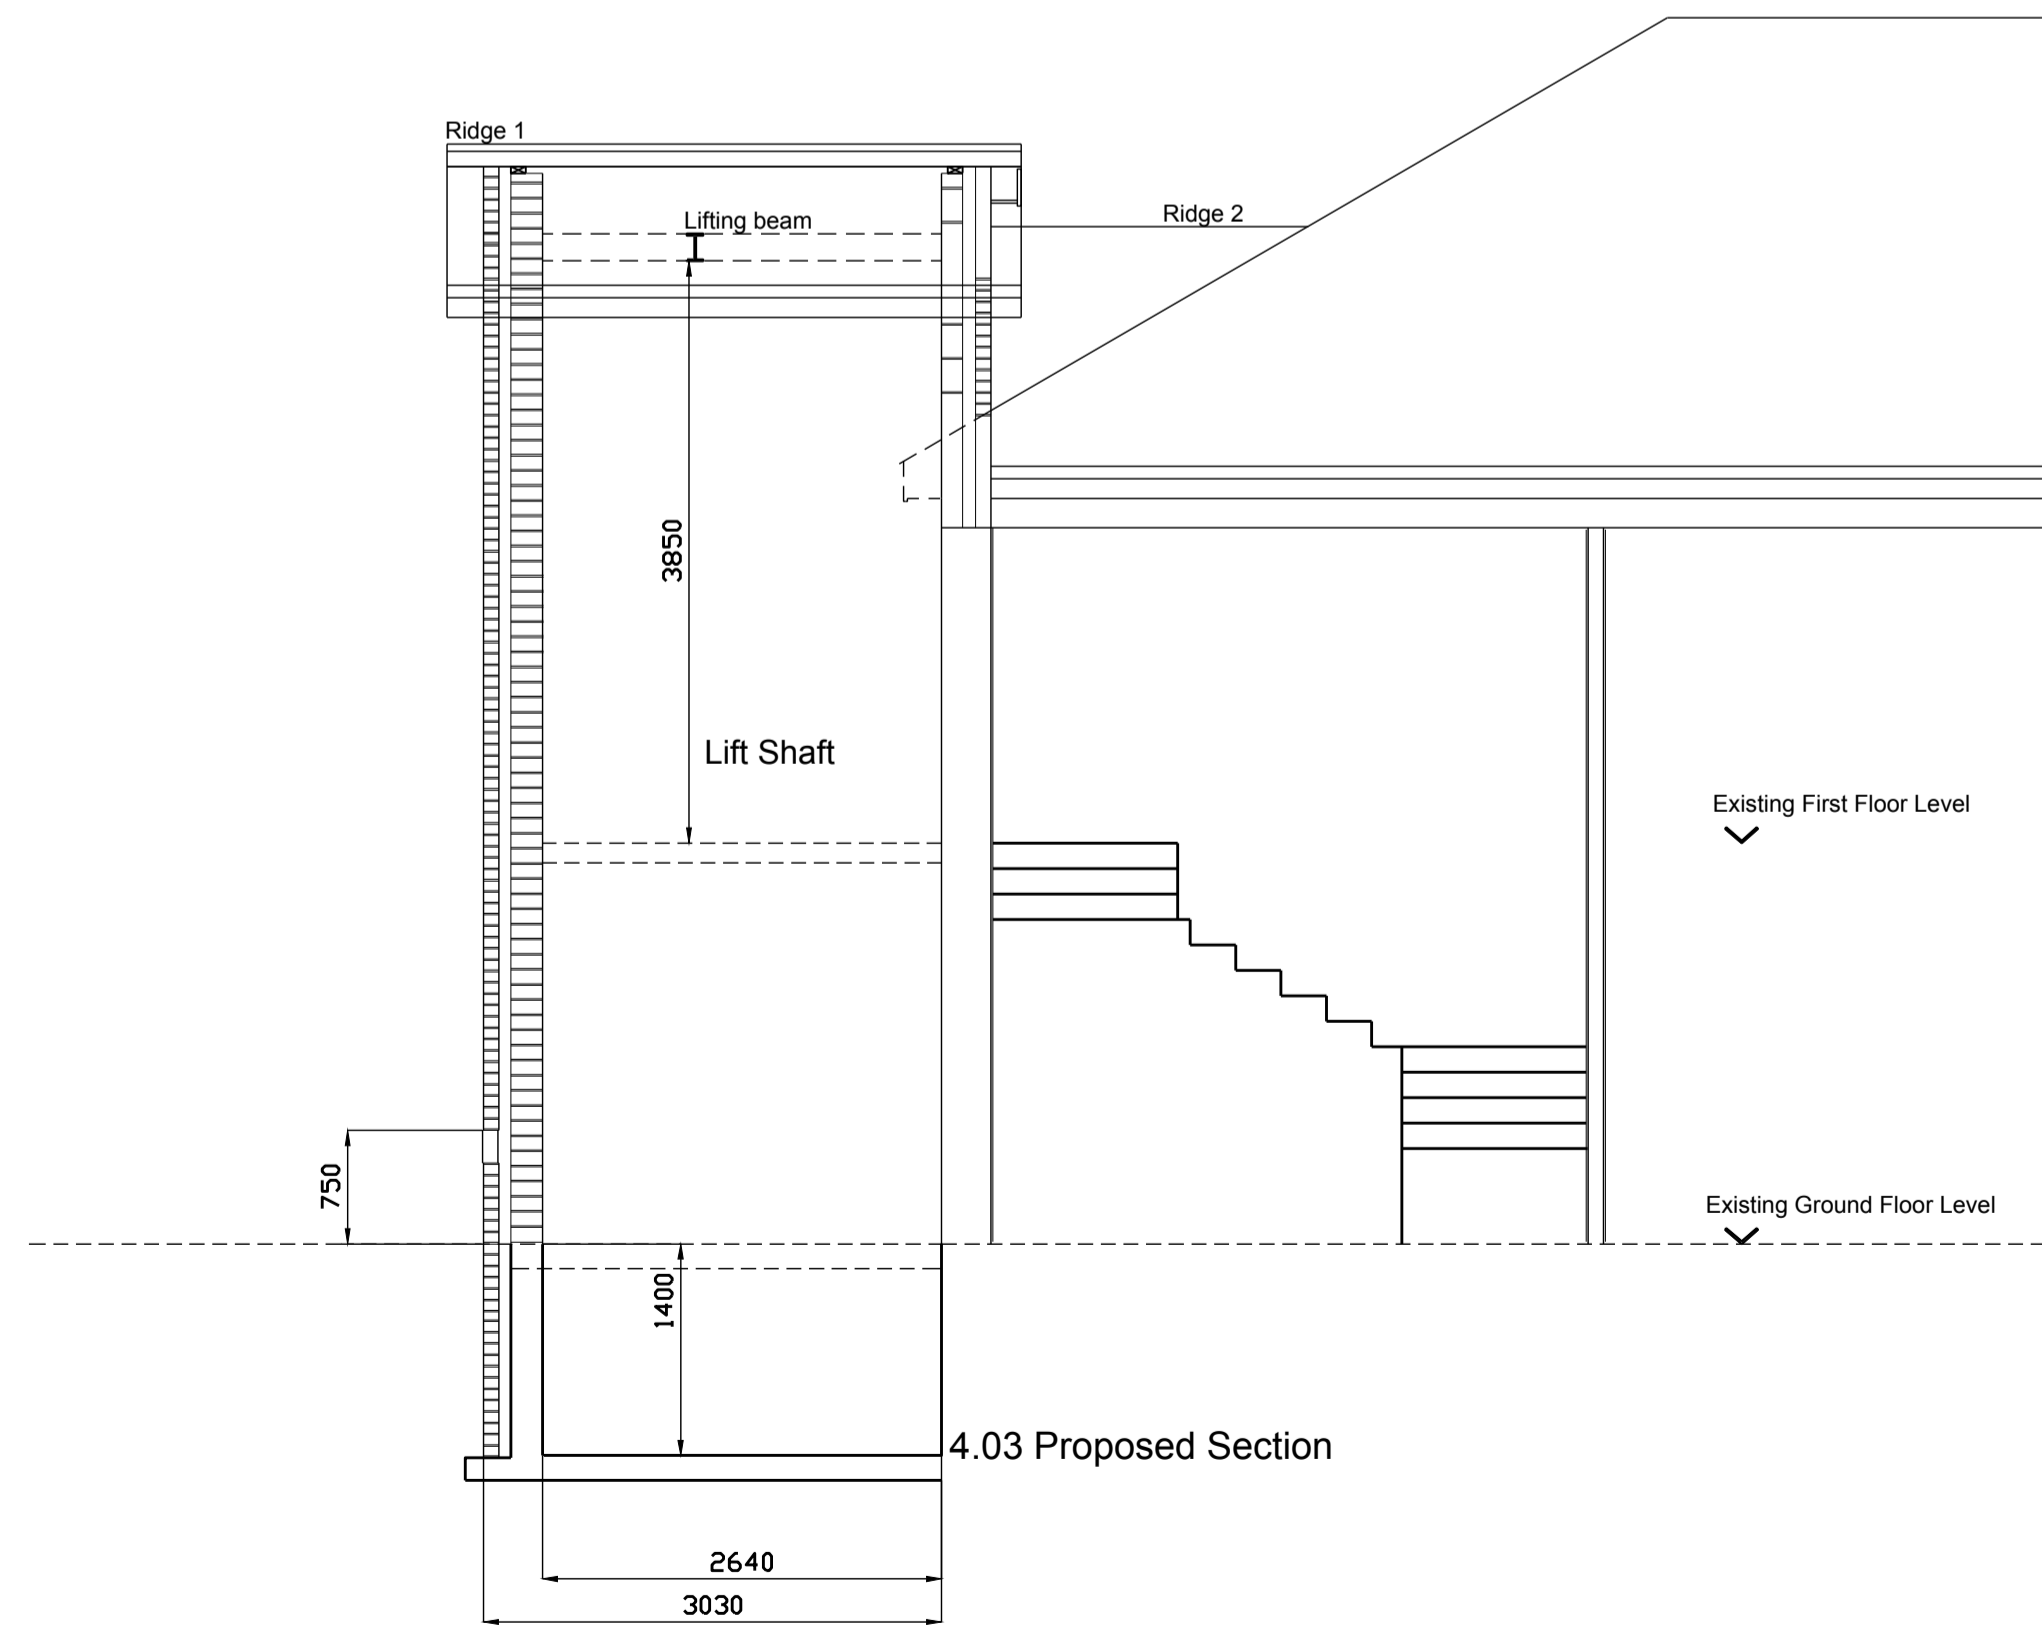 Ridge 1
Lifting beam
Ridge 2
3850
Lift Shaft
Existing First Floor Level
750
Existing Ground Floor Level
1400
4.03 Proposed Section
2640
3030